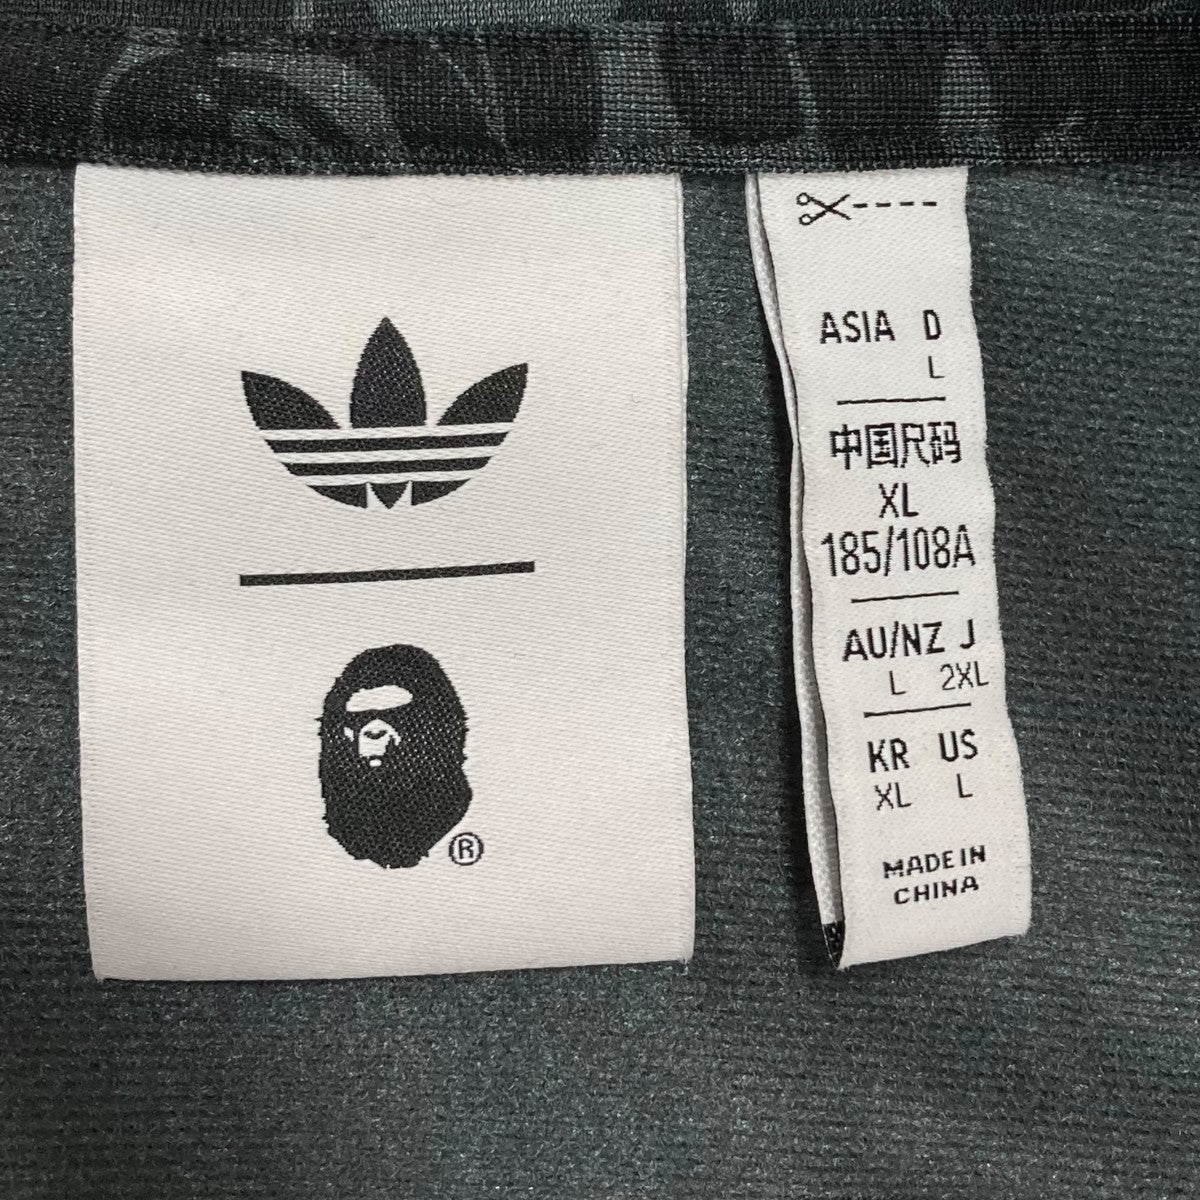 ®
ASIA D
L
中国尺码
XL
185/108A
AU/NZ J
L 2XL
KR US
XL L
MADE IN
CHINA